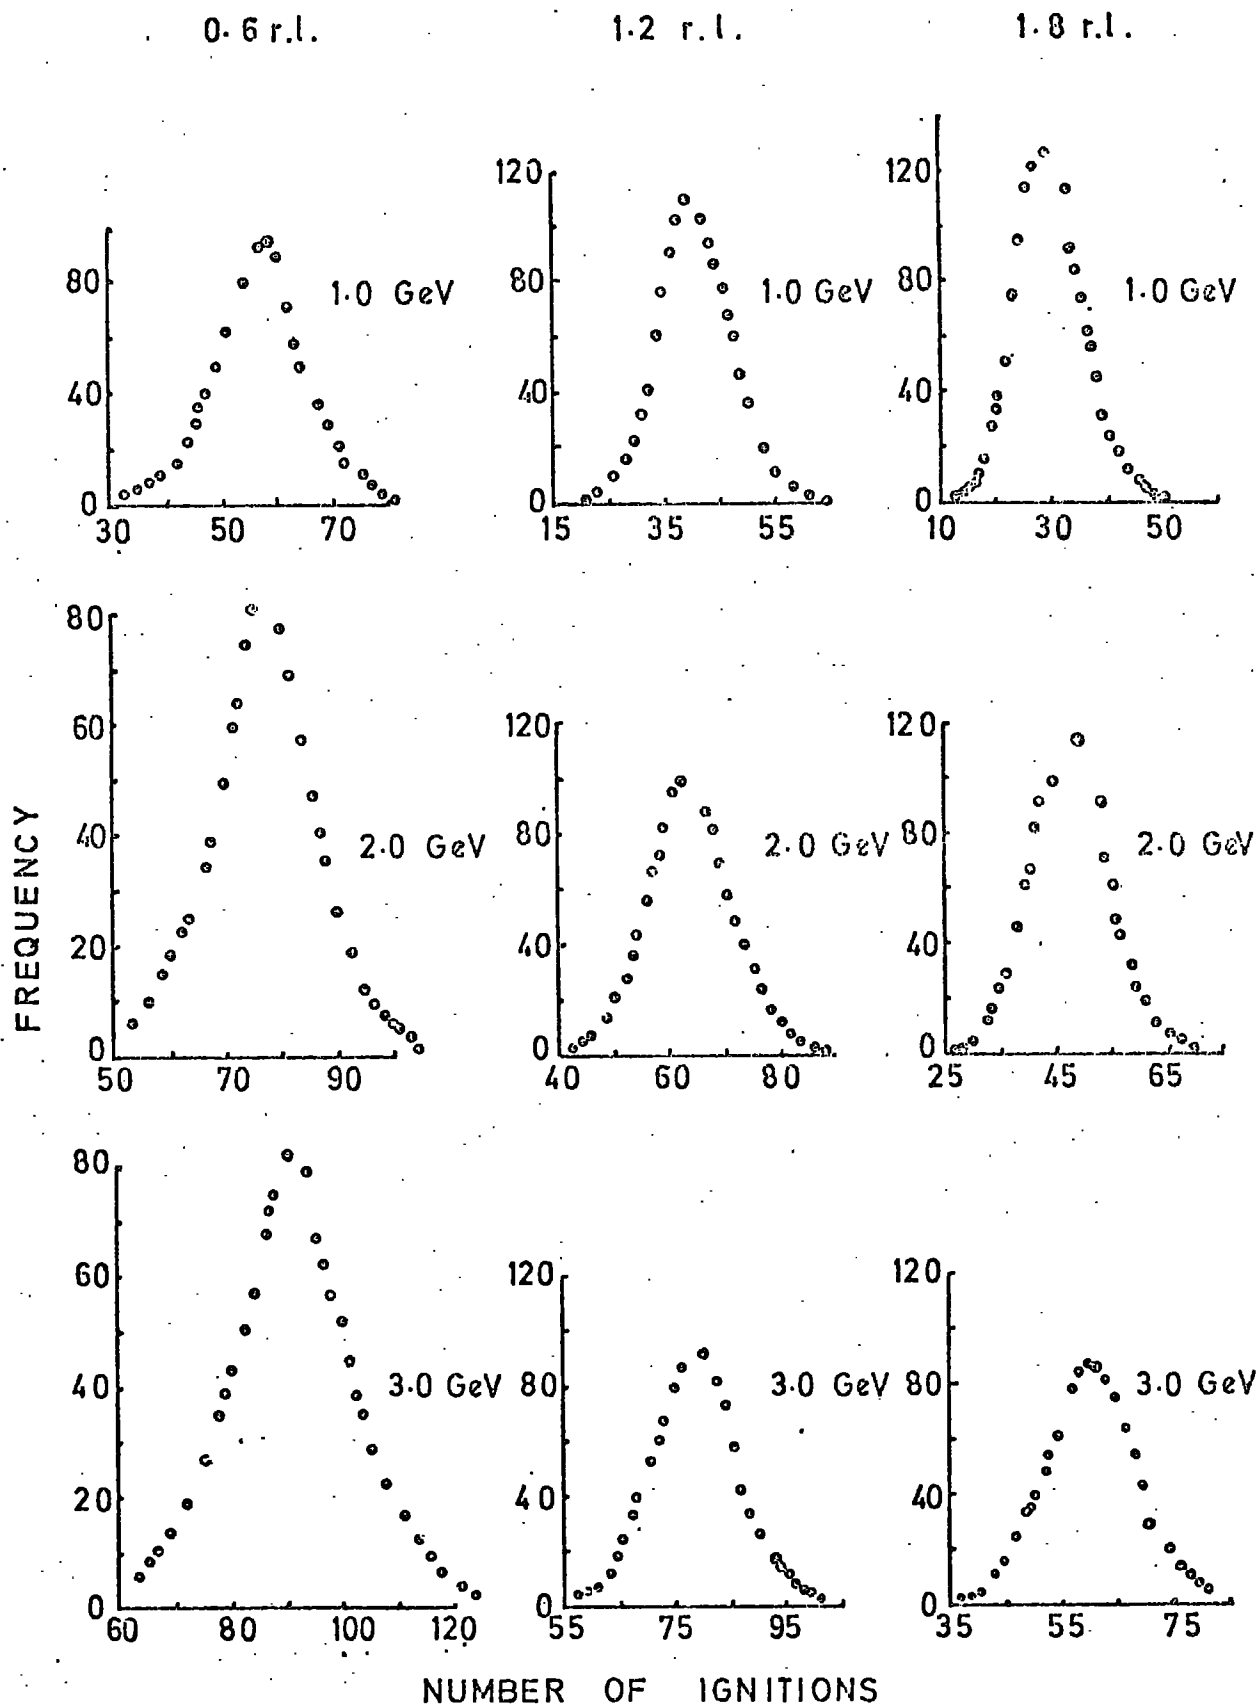 0.6 r.l. 1.2 r.l. 1.8 r.l.
120 120
80 1.0 GeV 80 1.0 GeV 80 1.0 GeV
40 40 40
0 0 0
30 50 70 15 35 55 10 30 50
80
60 120 120
40 2.0 GeV 80 2.0 GeV 80 2.0 GeV
20 40 40
0 0 0
50 70 90 40 60 80 25 45 65
FREQUENCY
80
60 120 120
40 3.0 GeV 80 3.0 GeV 80 3.0 GeV
20 40 40
0 0 0
60 80 100 120 55 75 95 35 55 75
NUMBER OF IGNITIONS